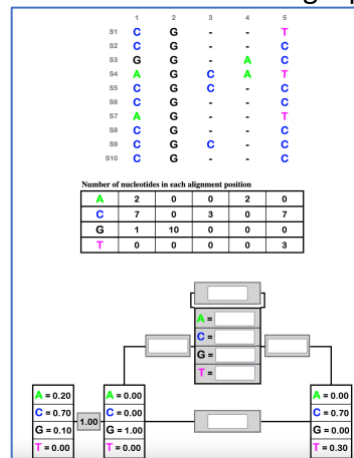 1 2 3 4 5
S1 C G - - T
S2 C G - - C
S3 G G - A C
S4 A G C A T
S5 C G C - C
S6 C G - - C
S7 A G - - T
S8 C G - - C
S9 C G C - C
S10 C G - - C
Number of nucleotides in each alignment position
A 2 0 0 2 0
C 7 0 3 0 7
G 1 10 0 0 0
T 0 0 0 0 3
A =
C =
G =
T =
A = 0.20 A = 0.00 A = 0.00
C = 0.70 C = 0.00 C = 0.70
1.00
G = 0.10 G = 1.00 G = 0.00
T = 0.00 T = 0.00 T = 0.30